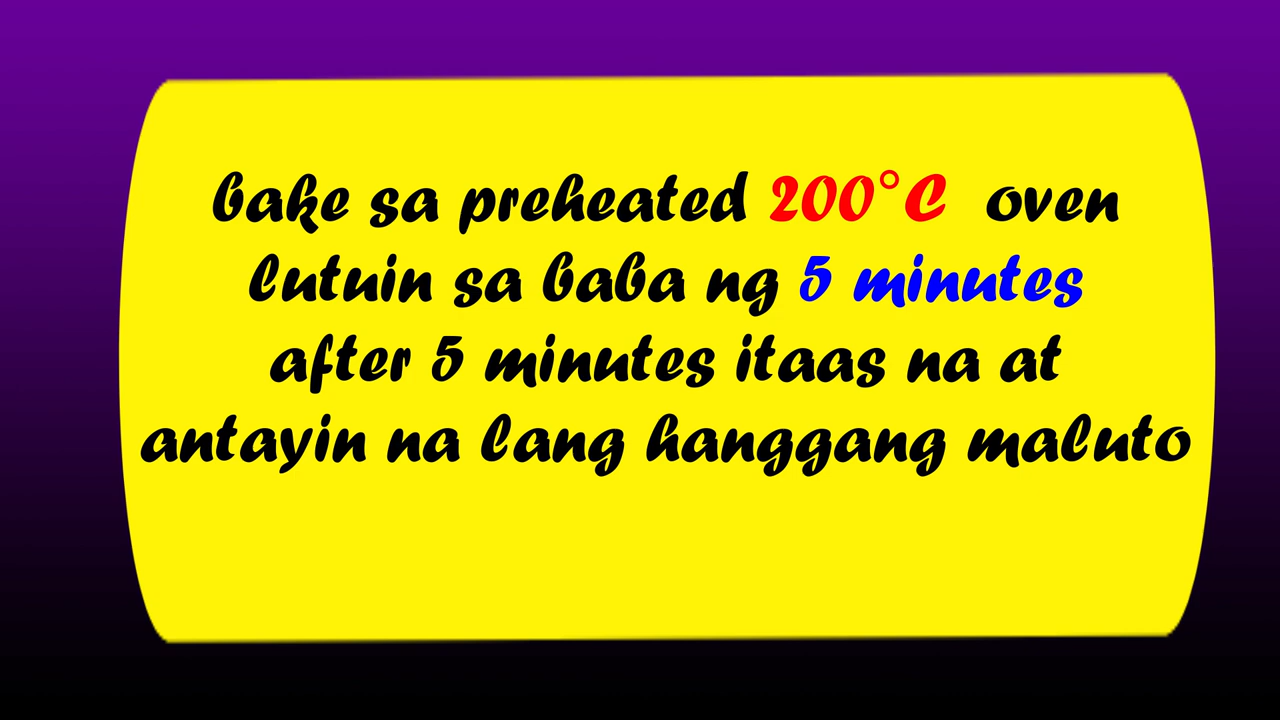 bake sa preheated 200°C oven
lutuin sa baba ng 5 minutes
after 5 minutes itaas na at
antayin na lang hanggang maluto